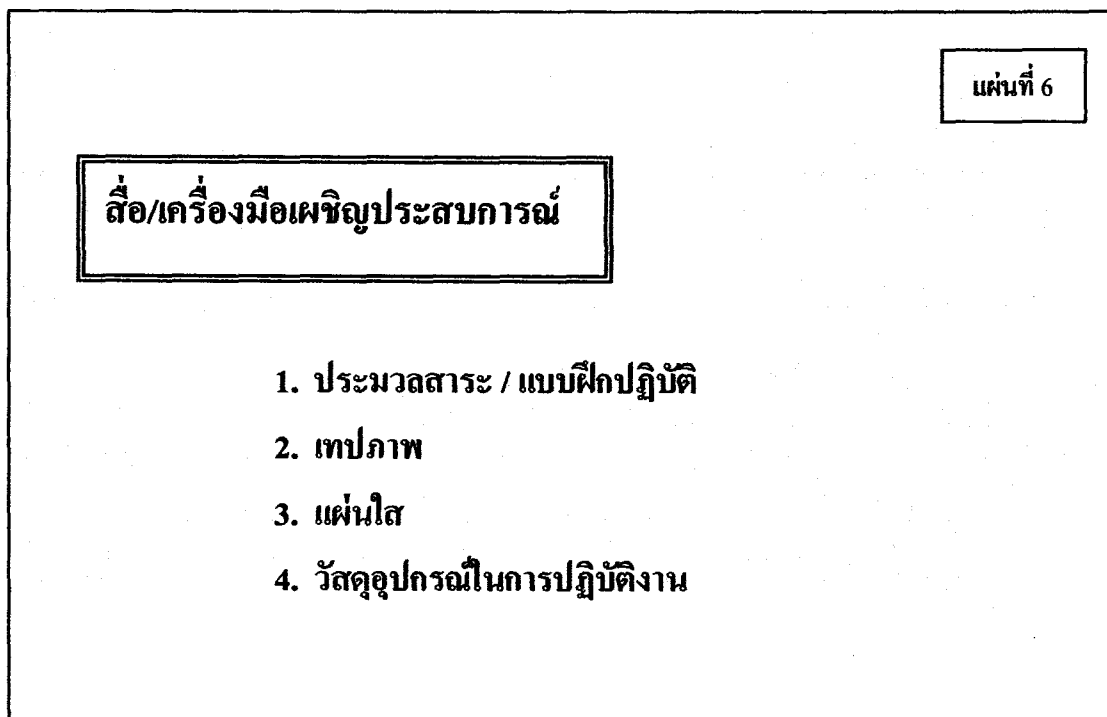 แผ่นที่ 6
สื่อ/เครื่องมือเผชิญประสบการณ์
1. ประมวลสาระ / แบบฝึกปฏิบัติ
2. เทปภาพ
3. แผ่นใส
4. วัสดุอุปกรณ์ในการปฏิบัติงาน